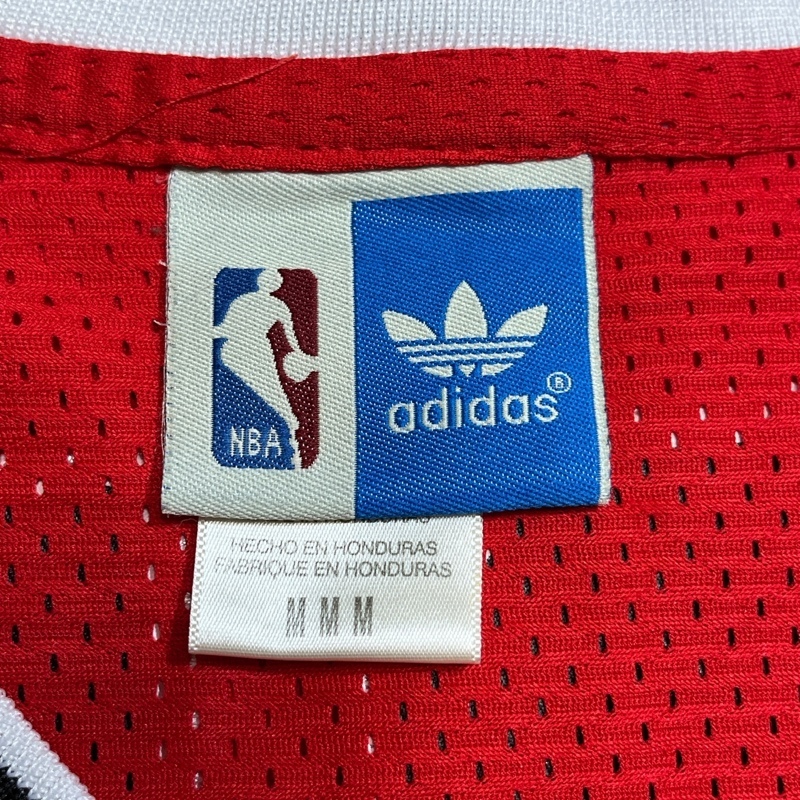 NBA
adidas®
HECHO EN HONDURAS
FABRIQUE EN HONDURAS
M M M